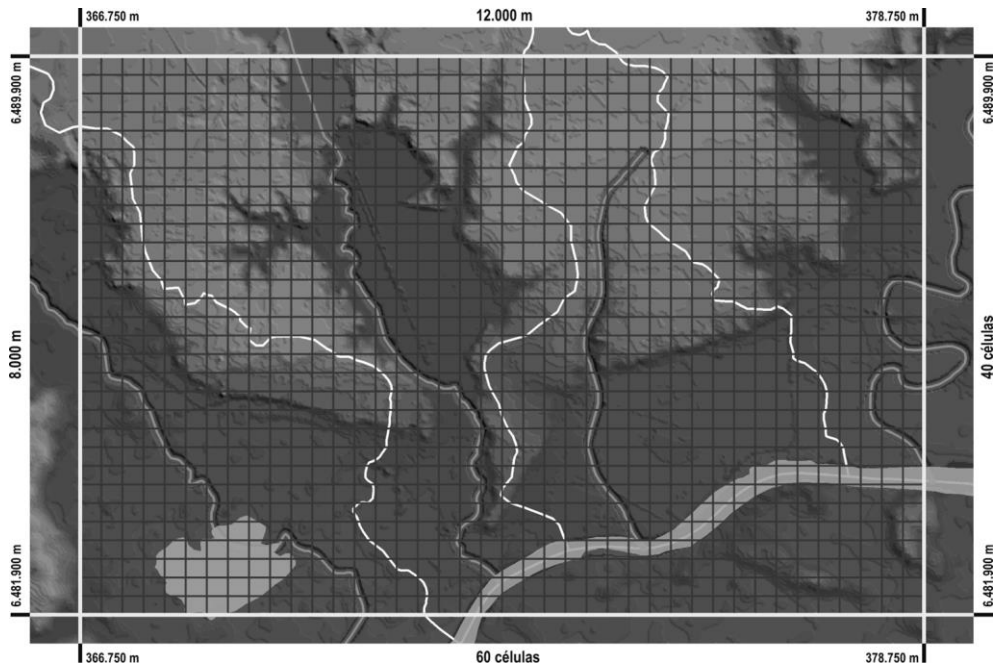 366.750 m
12.000 m
378.750 m
6.489.900 m
6.489.900 m
8.000 m
40 células
6.481.900 m
6.481.900 m
366.750 m
60 células
378.750 m